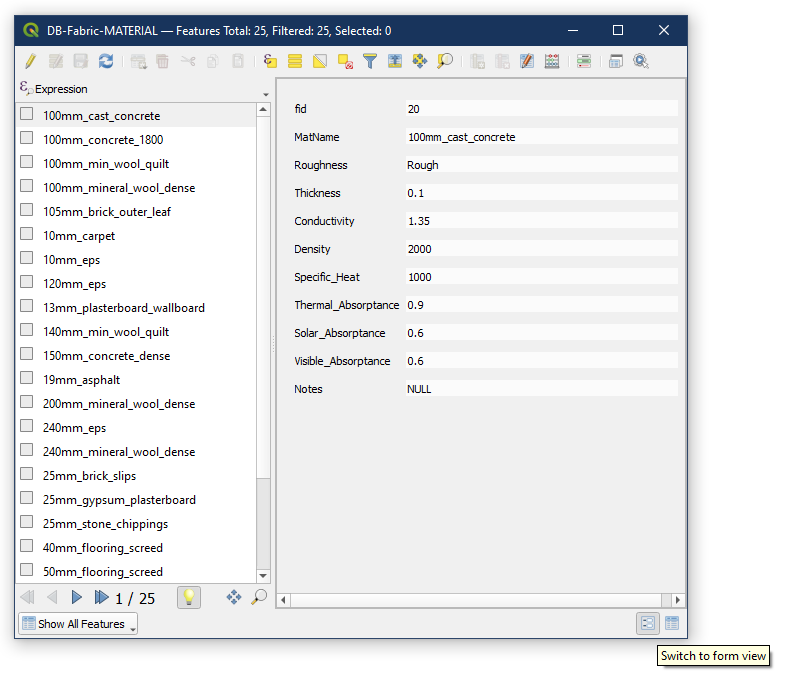 DB-Fabric-MATERIAL — Features Total: 25, Filtered: 25, Selected: 0
Expression
100mm_cast_concrete
100mm_concrete_1800
100mm_min_wool_quilt
100mm_mineral_wool_dense
105mm_brick_outer_leaf
10mm_carpet
10mm_eps
120mm_eps
13mm_plasterboard_wallboard
140mm_min_wool_quilt
150mm_concrete_dense
19mm_asphalt
200mm_mineral_wool_dense
240mm_eps
240mm_mineral_wool_dense
25mm_brick_slips
25mm_gypsum_plasterboard
25mm_stone_chippings
40mm_flooring_screed
50mm_flooring_screed
1 / 25
Show All Features
fid 20
MatName 100mm_cast_concrete
Roughness Rough
Thickness 0.1
Conductivity 1.35
Density 2000
Specific_Heat 1000
Thermal_Absorptance 0.9
Solar_Absorptance 0.6
Visible_Absorptance 0.6
Notes NULL
Switch to form view